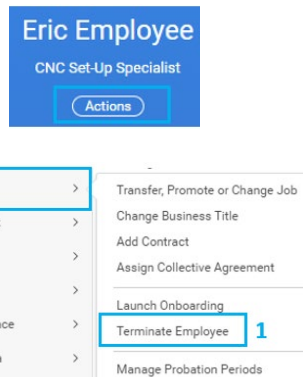 Eric Employee
CNC Set-Up Specialist
Actions
Transfer, Promote or Change Job
Change Business Title
Add Contract
Assign Collective Agreement
Launch Onboarding
Terminate Employee 1
Manage Probation Periods